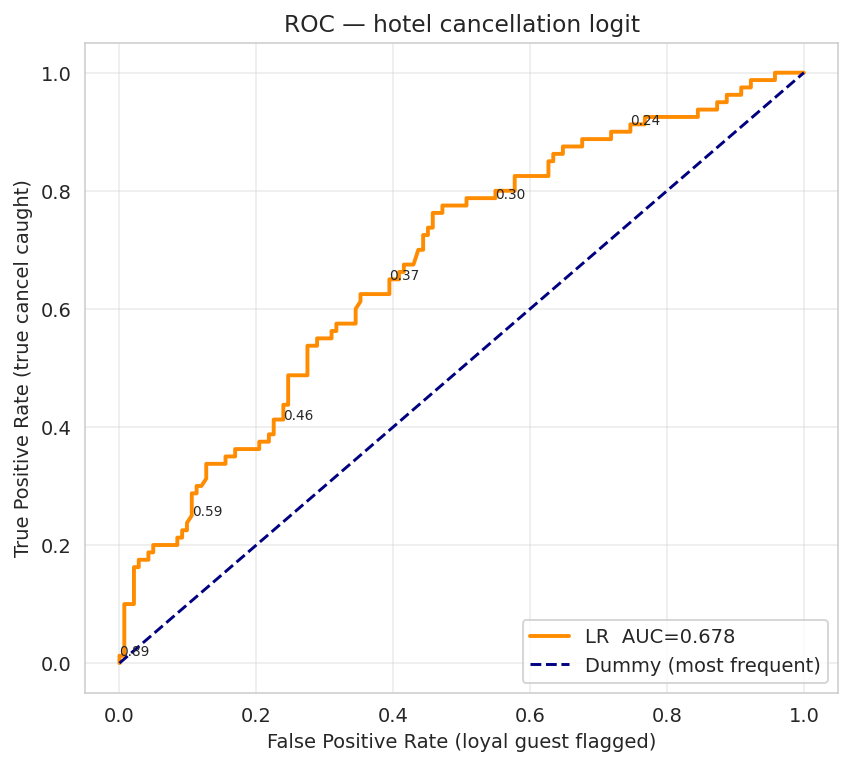 ROC — hotel cancellation logit
True Positive Rate (true cancel caught)
1.0
0.8
0.6
0.4
0.2
0.0
0.24
0.30
0.37
0.46
0.59
0.89
LR  AUC=0.678
Dummy (most frequent)
0.0 0.2 0.4 0.6 0.8 1.0
False Positive Rate (loyal guest flagged)